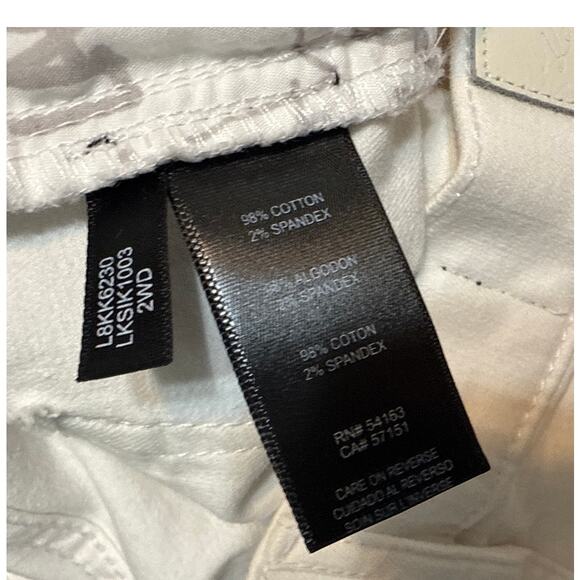 98% COTTON
2% SPANDEX
98% ALGODON
2% SPANDEX
98% COTON
2% SPANDEX
RN# 54163
CA# 57151
CARE ON REVERSE
CUIDADO AL REVERSO
SOIN SUR L'INVERSE
L8KK6230
LKSIK1003
2WD